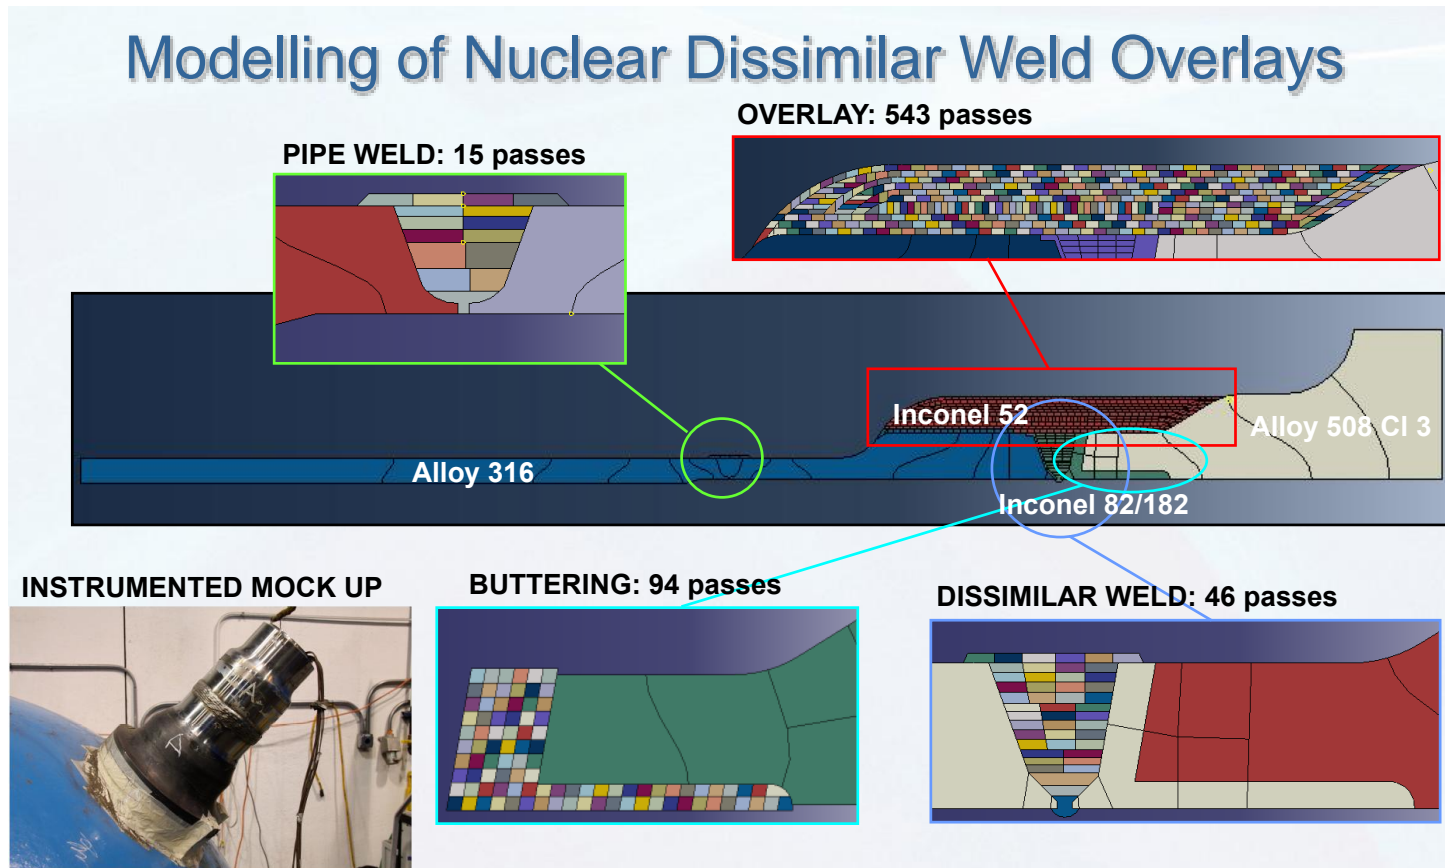 Modelling of Nuclear Dissimilar Weld Overlays
OVERLAY: 543 passes
PIPE WELD: 15 passes
Inconel 52
Alloy 508 Cl 3
Alloy 316
Inconel 82/182
INSTRUMENTED MOCK UP
BUTTERING: 94 passes
DISSIMILAR WELD: 46 passes
A